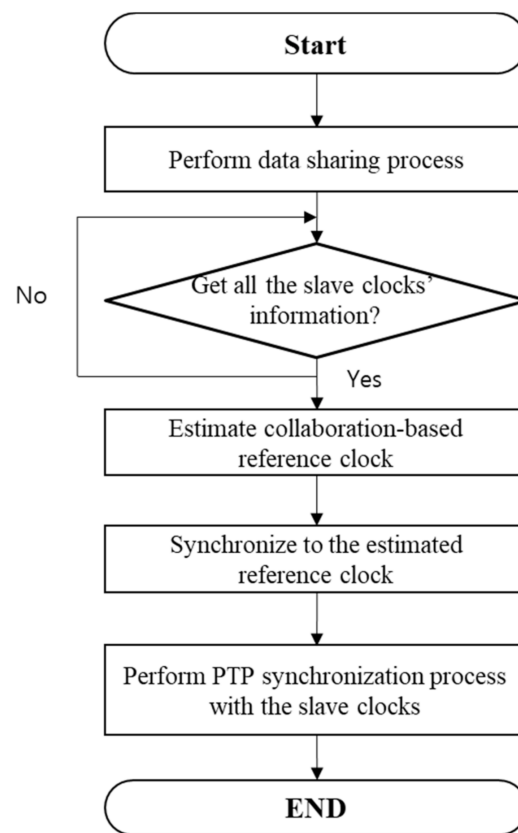 Start
Perform data sharing process
Get all the slave clocks'
information?
No
Yes
Estimate collaboration-based
reference clock
Synchronize to the estimated
reference clock
Perform PTP synchronization process
with the slave clocks
END